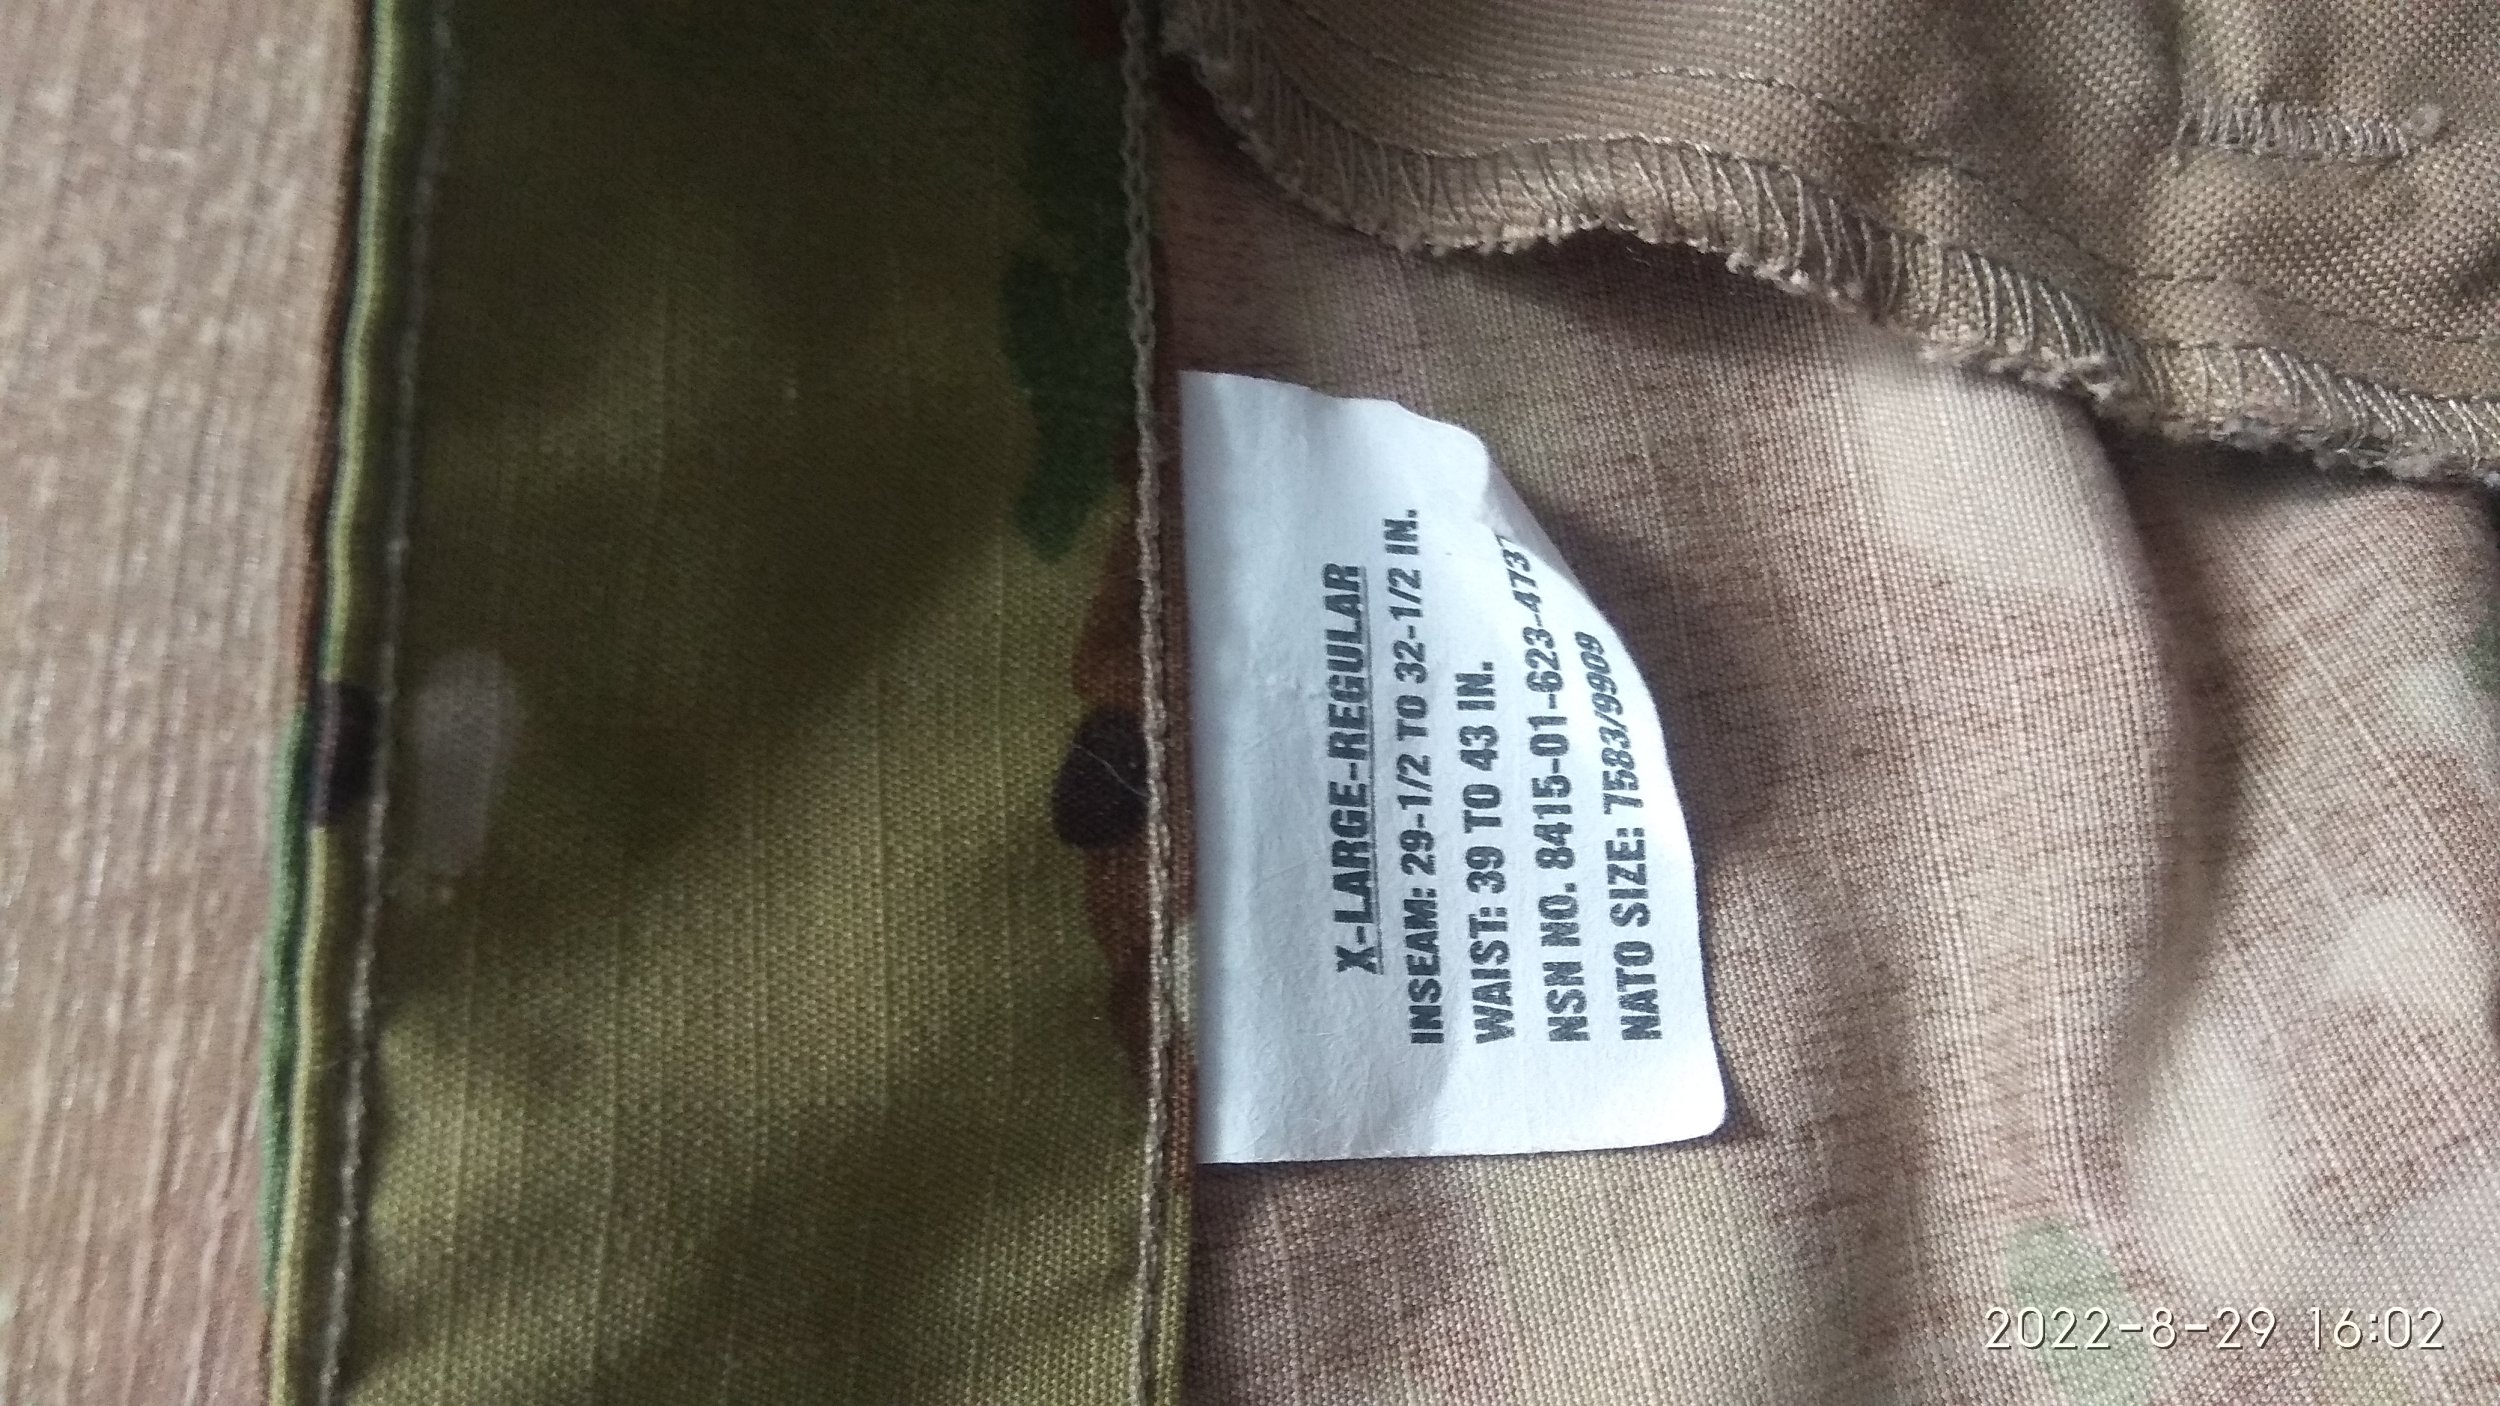 X-LARGE-REGULAR
INSEAM: 29-1/2 TO 32-1/2 IN.
WAIST: 39 TO 43 IN.
NSN NO. 8415-01-623-4737
NATO SIZE: 7583/9909
2022-8-29 16:02